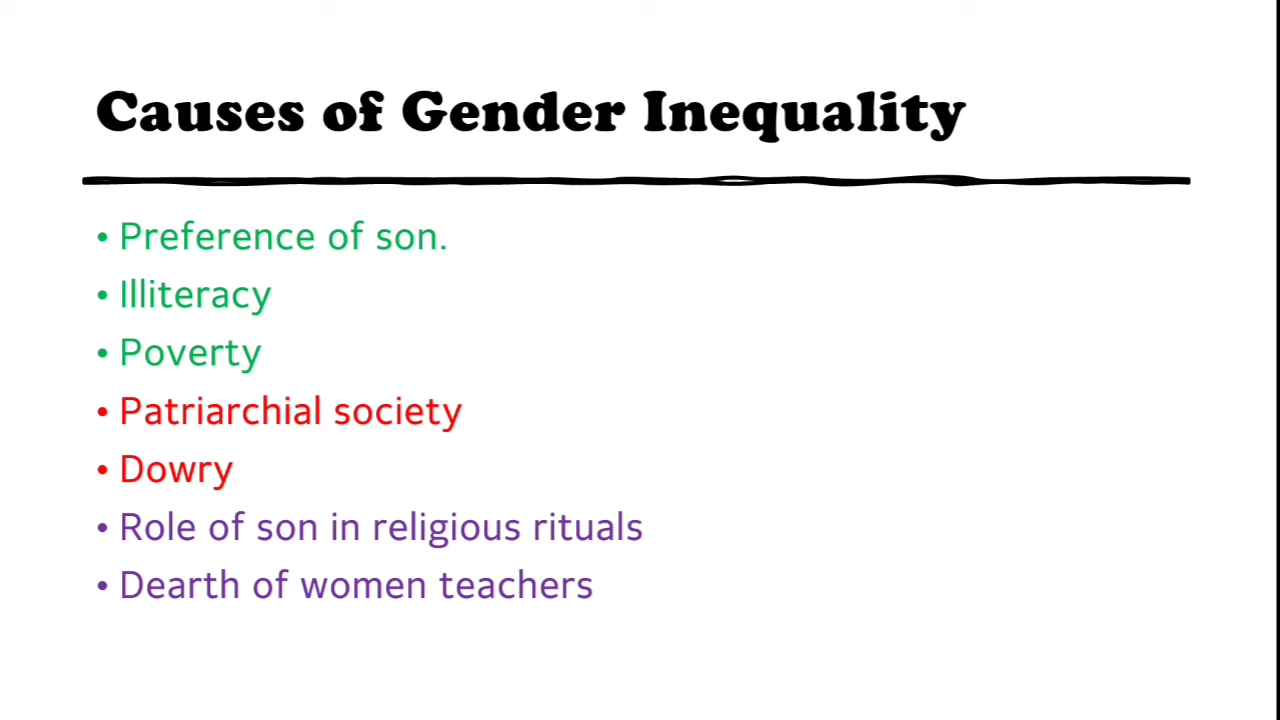 Causes of Gender Inequality
• Preference of son.
• Illiteracy
• Poverty
• Patriarchial society
• Dowry
• Role of son in religious rituals
• Dearth of women teachers